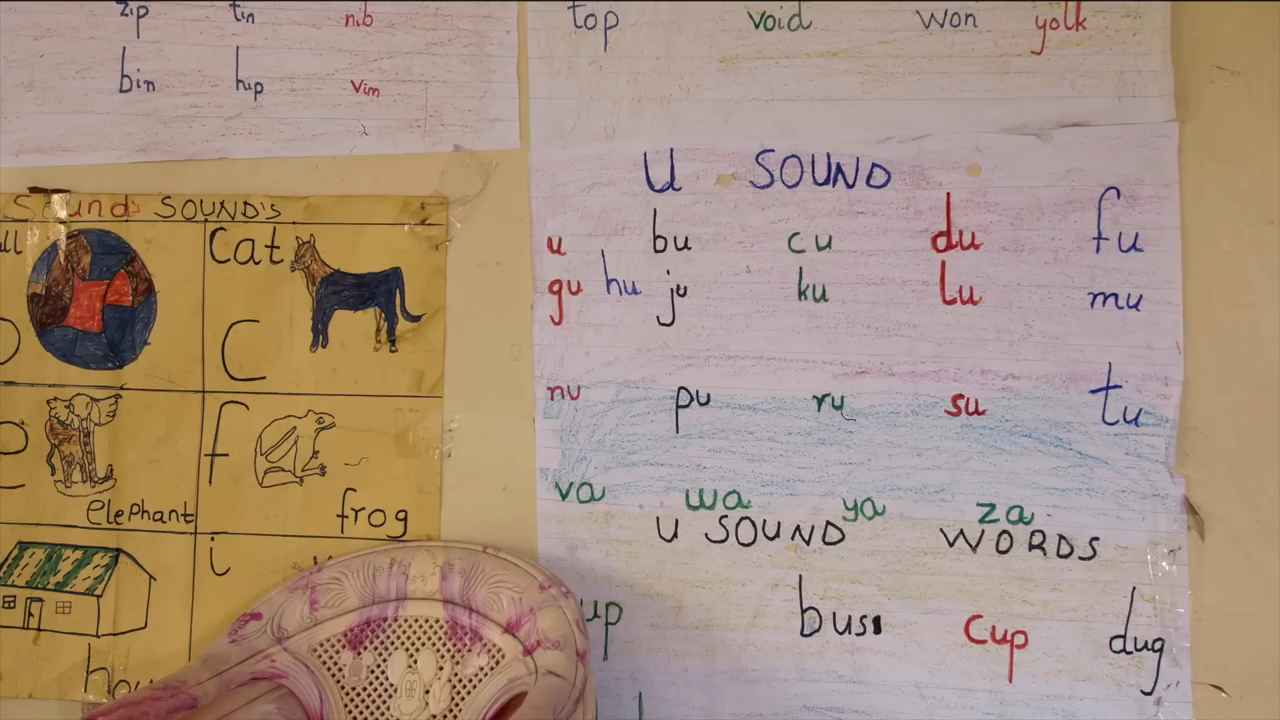 zip tin nib
bin hip vim
top void won yolk
Sound's SOUND'S
Cat
C
e
elephant
f
frog
i
U SOUND
u bu cu du fu
gu hu ju ku lu mu
nu pu ru su tu
va wa ya za
U SOUND WORDS
up bus cup dug